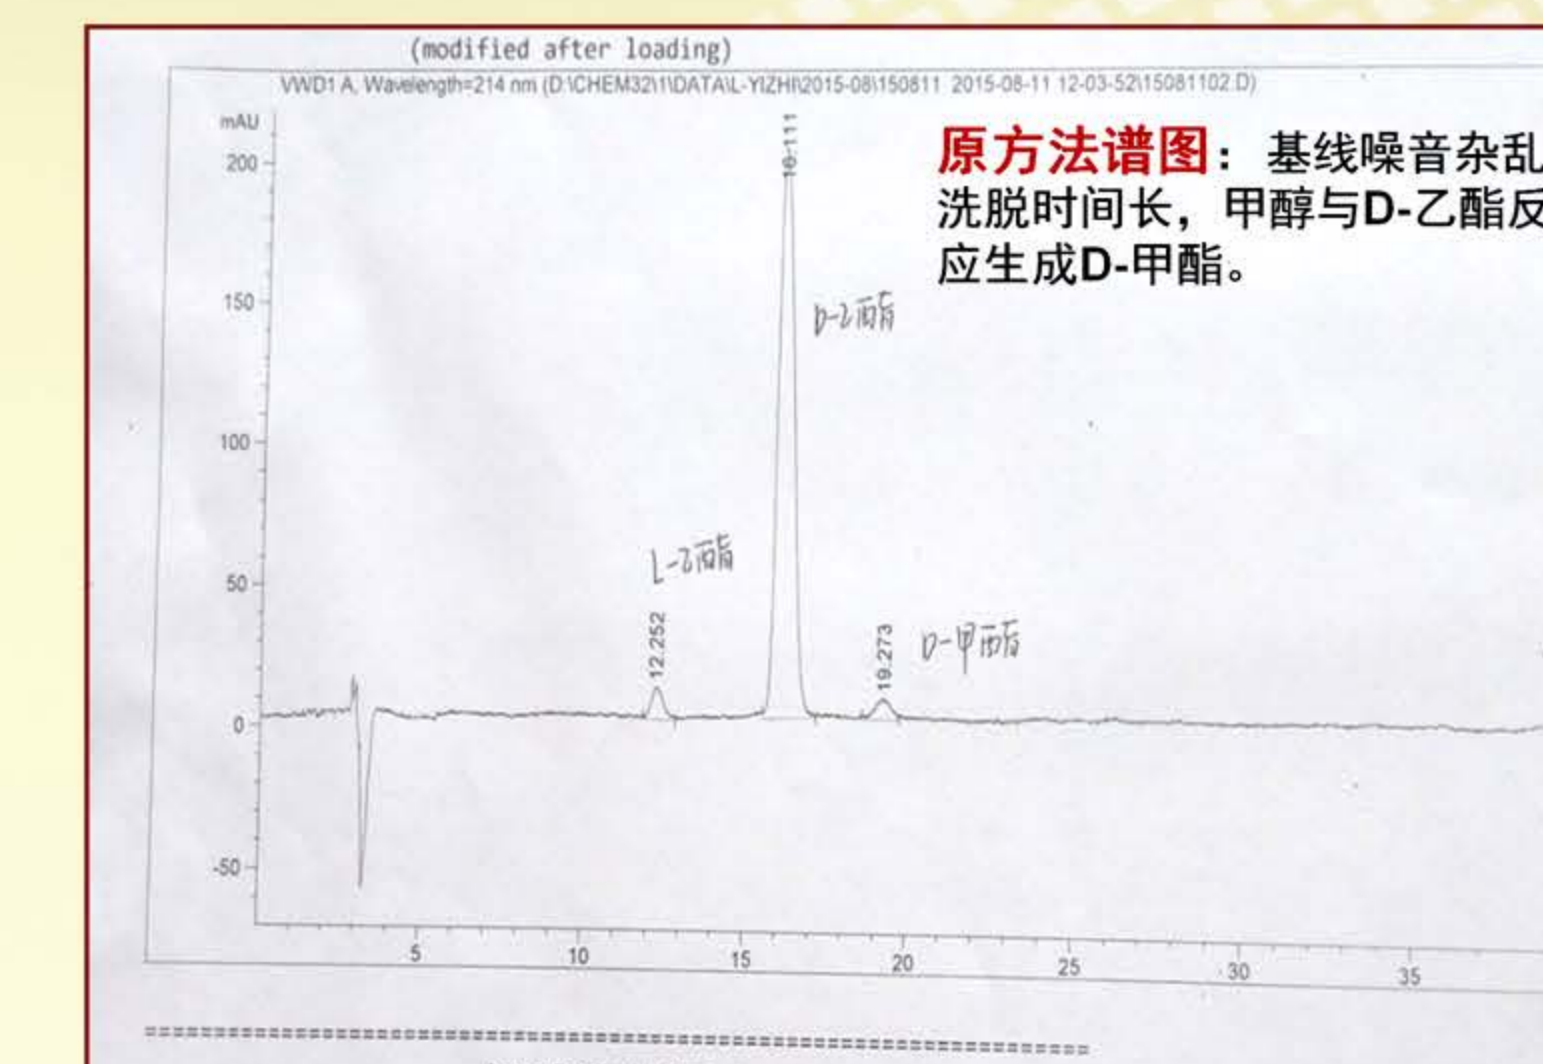 (modified after loading)
VWD1 A, Wavelength=214 nm (D:\CHEM32\1\DATA\L-YIZHI\2015-08\150811 2015-08-11 12-03-52\15081102.D)
mAU
200
150
100
50
0
-50
16.111
原方法谱图：基线噪音杂乱
洗脱时间长，甲醇与D-乙酯反
应生成D-甲酯。
D-乙酯
L-乙酯
12.252
19.273
D-甲酯
5 10 15 20 25 30 35